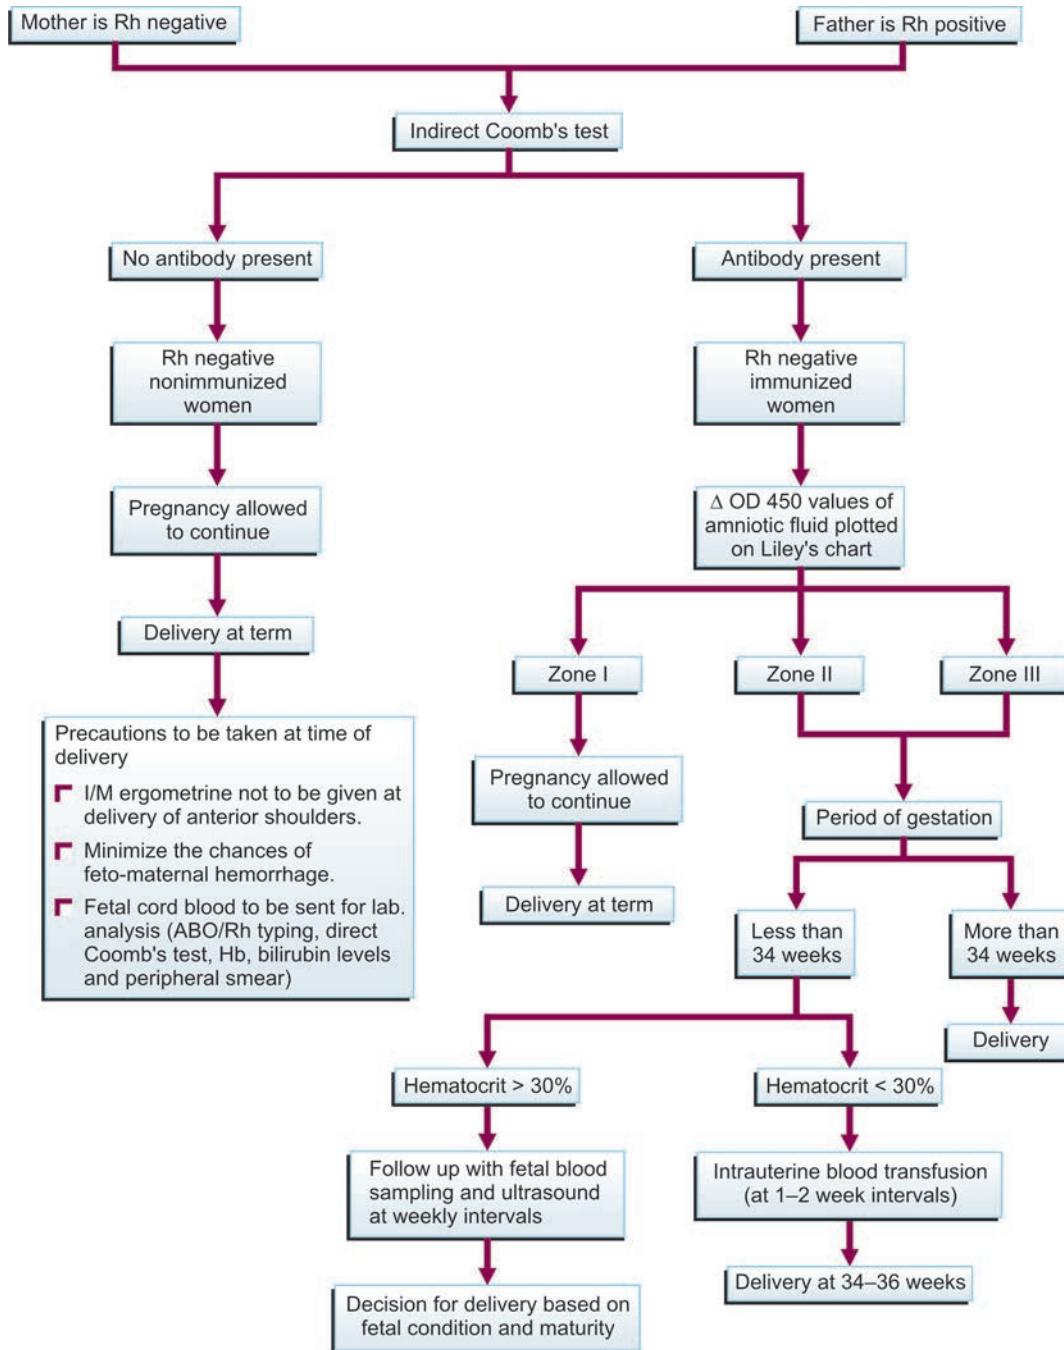 Mother is Rh negative
Father is Rh positive
Indirect Coomb's test
No antibody present
Antibody present
Rh negative
nonimmunized
women
Rh negative
immunized
women
Pregnancy allowed
to continue
Δ OD 450 values of
amniotic fluid plotted
on Liley's chart
Delivery at term
Zone I
Zone II
Zone III
Precautions to be taken at time of
delivery
I/M ergometrine not to be given at
delivery of anterior shoulders.
Minimize the chances of
feto-maternal hemorrhage.
Fetal cord blood to be sent for lab.
analysis (ABO/Rh typing, direct
Coomb's test, Hb, bilirubin levels
and peripheral smear)
Pregnancy allowed
to continue
Period of gestation
Delivery at term
Less than
34 weeks
More than
34 weeks
Delivery
Hematocrit > 30%
Hematocrit < 30%
Follow up with fetal blood
sampling and ultrasound
at weekly intervals
Intrauterine blood transfusion
(at 1–2 week intervals)
Decision for delivery based on
fetal condition and maturity
Delivery at 34–36 weeks